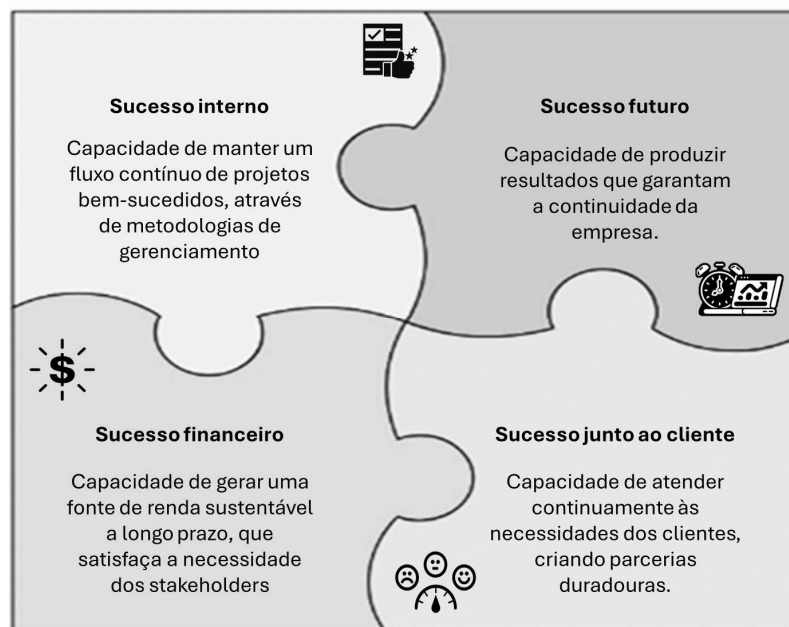 Sucesso interno
Capacidade de manter um
fluxo contínuo de projetos
bem-sucedidos, através
de metodologias de
gerenciamento
Sucesso futuro
Capacidade de produzir
resultados que garantam
a continuidade da
empresa.
$
Sucesso financeiro
Capacidade de gerar uma
fonte de renda sustentável
a longo prazo, que
satisfaça a necessidade
dos stakeholders
Sucesso junto ao cliente
Capacidade de atender
continuamente às
necessidades dos clientes,
criando parcerias
duradouras.